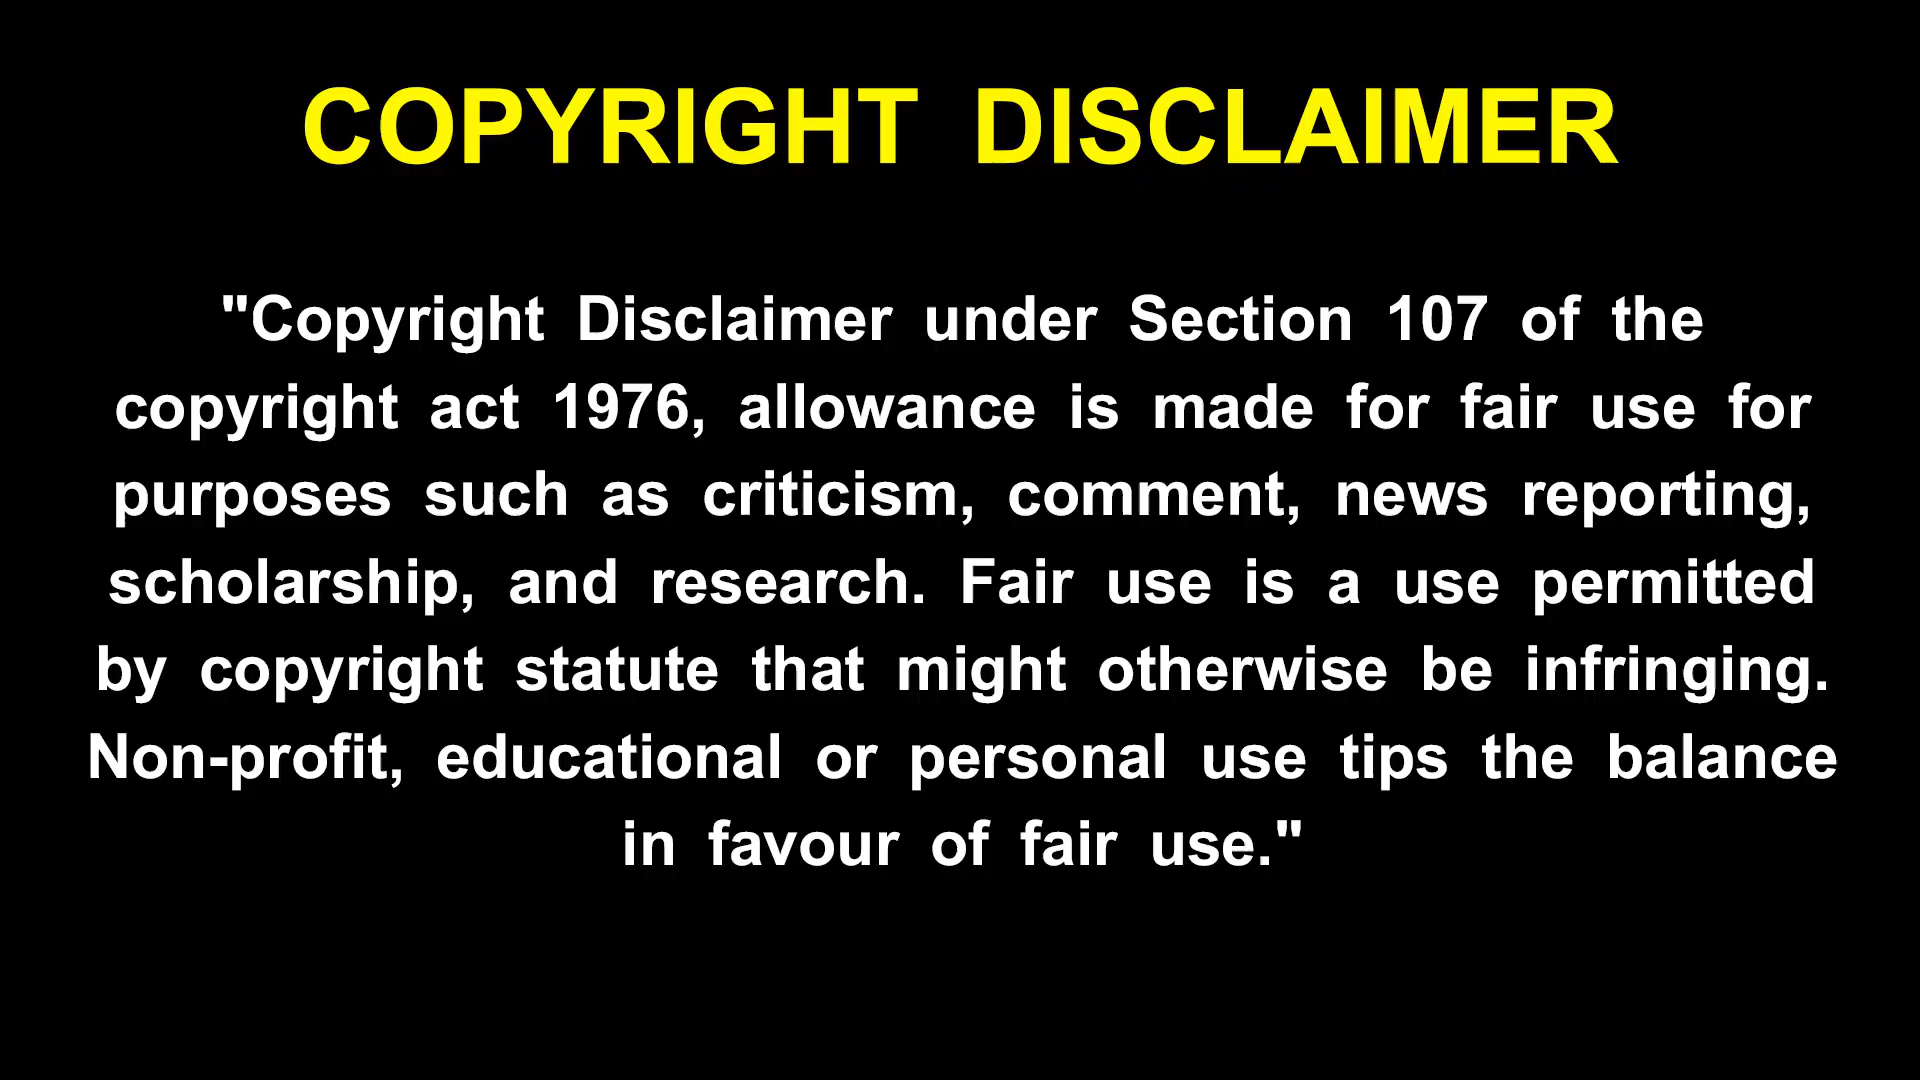 COPYRIGHT DISCLAIMER
"Copyright Disclaimer under Section 107 of the
copyright act 1976, allowance is made for fair use for
purposes such as criticism, comment, news reporting,
scholarship, and research. Fair use is a use permitted
by copyright statute that might otherwise be infringing.
Non-profit, educational or personal use tips the balance
in favour of fair use."